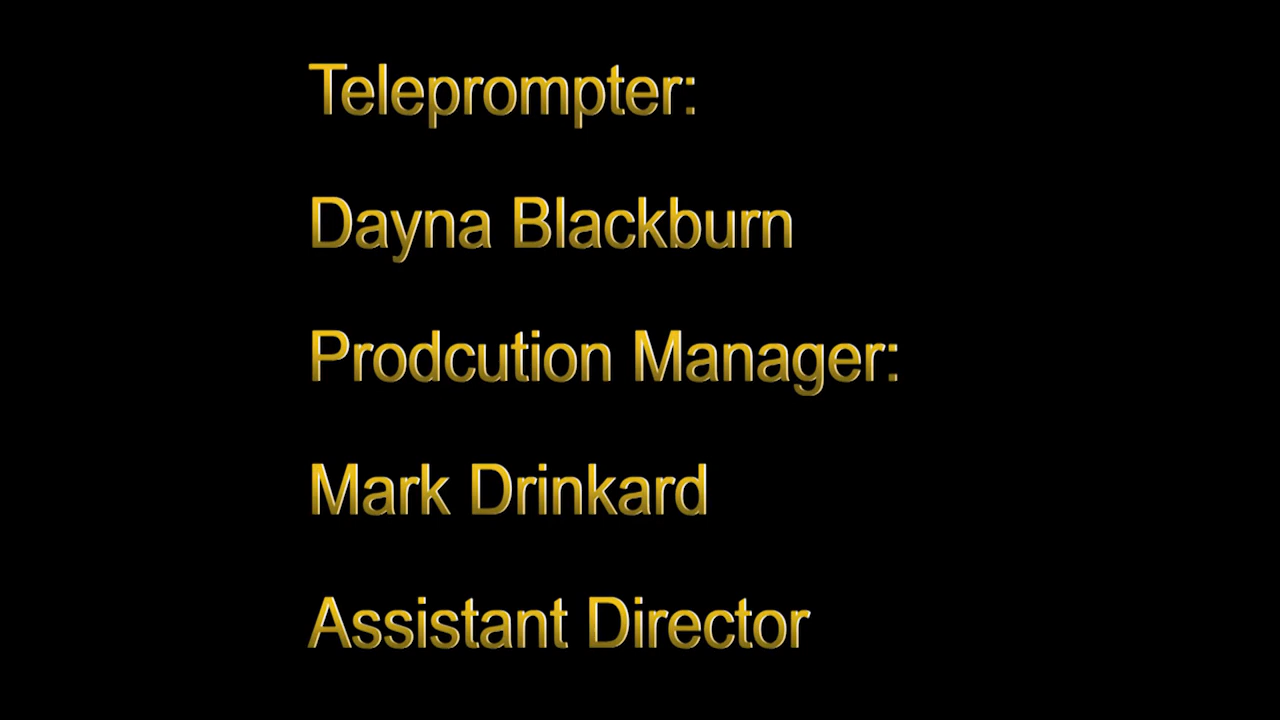 Teleprompter:
Dayna Blackburn
Prodcution Manager:
Mark Drinkard
Assistant Director